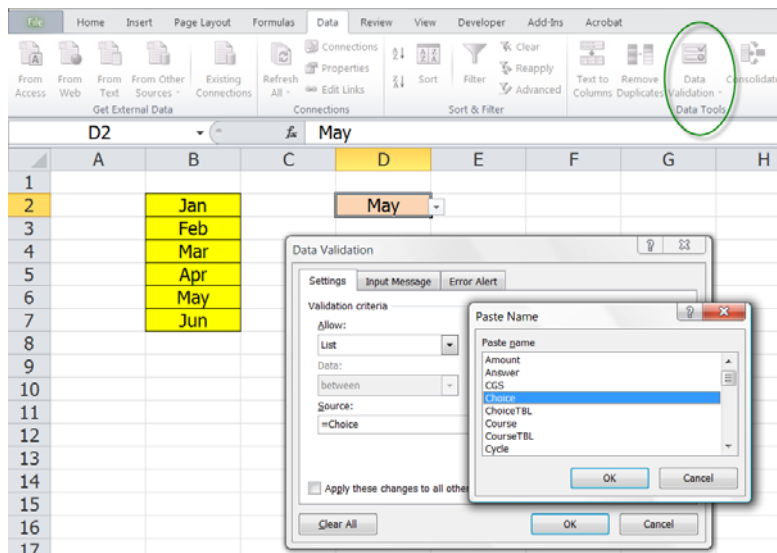 File Home Insert Page Layout Formulas Data Review View Developer Add-Ins Acrobat
From Access
From Web
From Text
From Other Sources
Existing Connections
Get External Data
Refresh All
Connections
Properties
Edit Links
Connections
Sort
Filter
Clear
Reapply
Advanced
Sort & Filter
Text to Columns
Remove Duplicates
Data Validation
Consolidate
Data Tools
D2 fx May
A B C D E F G H
1
2 Jan May
3 Feb
4 Mar
5 Apr
6 May
7 Jun
8
9
10
11
12
13
14
15
16
17
Data Validation
Settings Input Message Error Alert
Validation criteria
Allow:
List
Data:
between
Source:
=Choice
Apply these changes to all other
Clear All OK Cancel
Paste Name
Paste name
Amount
Answer
CGS
Choice
ChoiceTBL
Course
CourseTBL
Cycle
OK Cancel